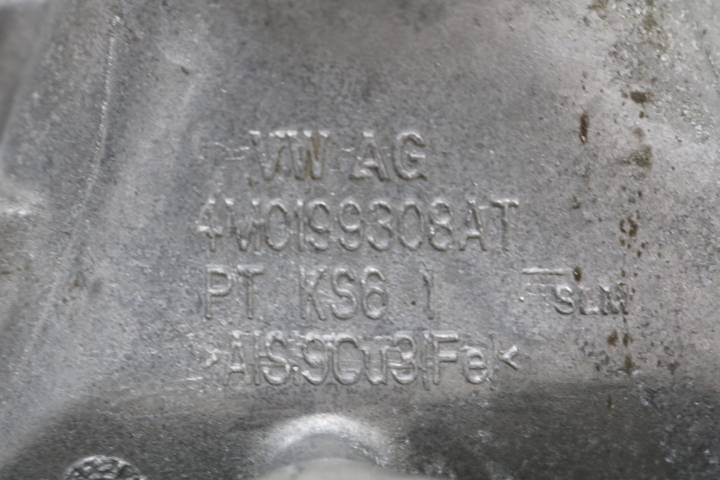 VW AG
4M0199308AT
PT KS6 1
SLM
>AlSi9Cu3(Fe)<